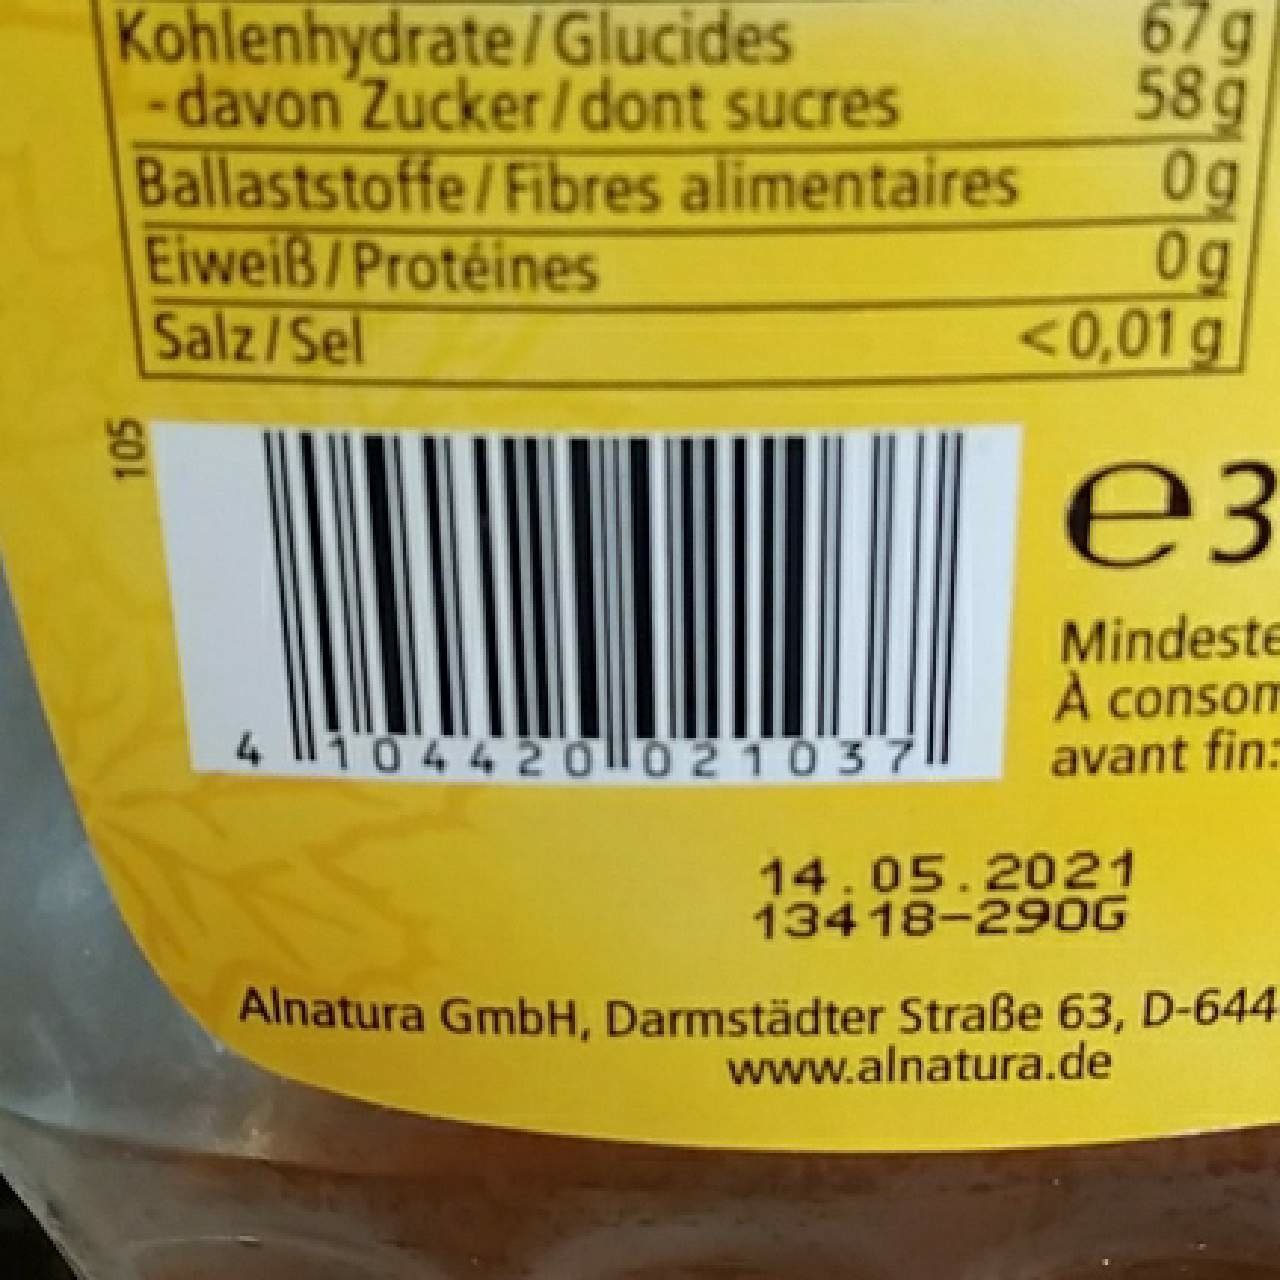 Kohlenhydrate/Glucides 67g
-davon Zucker/dont sucres 58g
Ballaststoffe/Fibres alimentaires 0g
Eiweiß/Protéines 0g
Salz/Sel <0,01g
105
e3
4 104420 021037
Mindeste
À consom
avant fin:
14.05.2021
13418-290G
Alnatura GmbH, Darmstädter Straße 63, D-644
www.alnatura.de